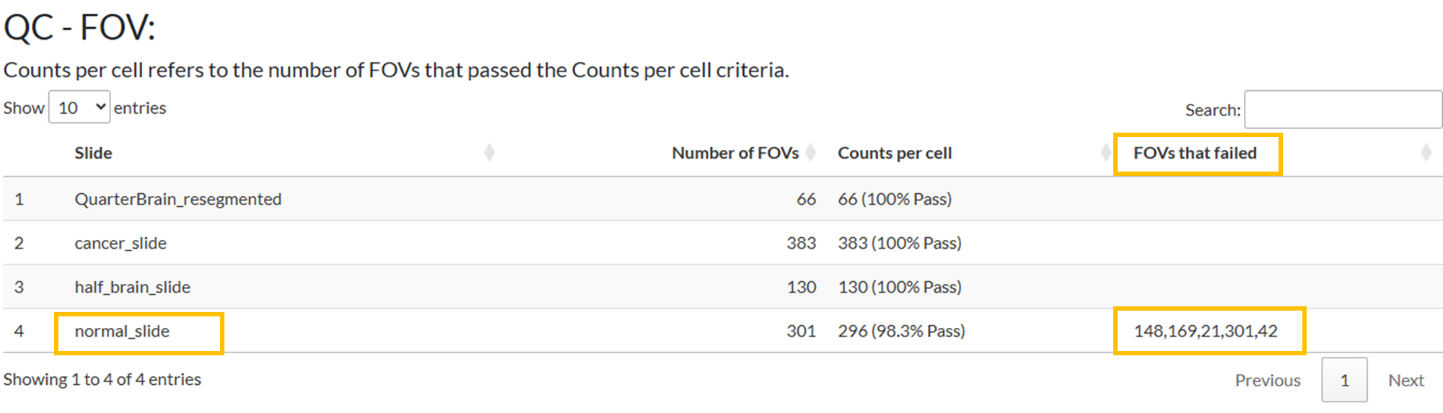 QC - FOV:
Counts per cell refers to the number of FOVs that passed the Counts per cell criteria.
Show 10 entries Search:
Slide Number of FOVs Counts per cell FOVs that failed
1 QuarterBrain_resegmented 66 66 (100% Pass)
2 cancer_slide 383 383 (100% Pass)
3 half_brain_slide 130 130 (100% Pass)
4 normal_slide 301 296 (98.3% Pass) 148,169,21,301,42
Showing 1 to 4 of 4 entries Previous 1 Next